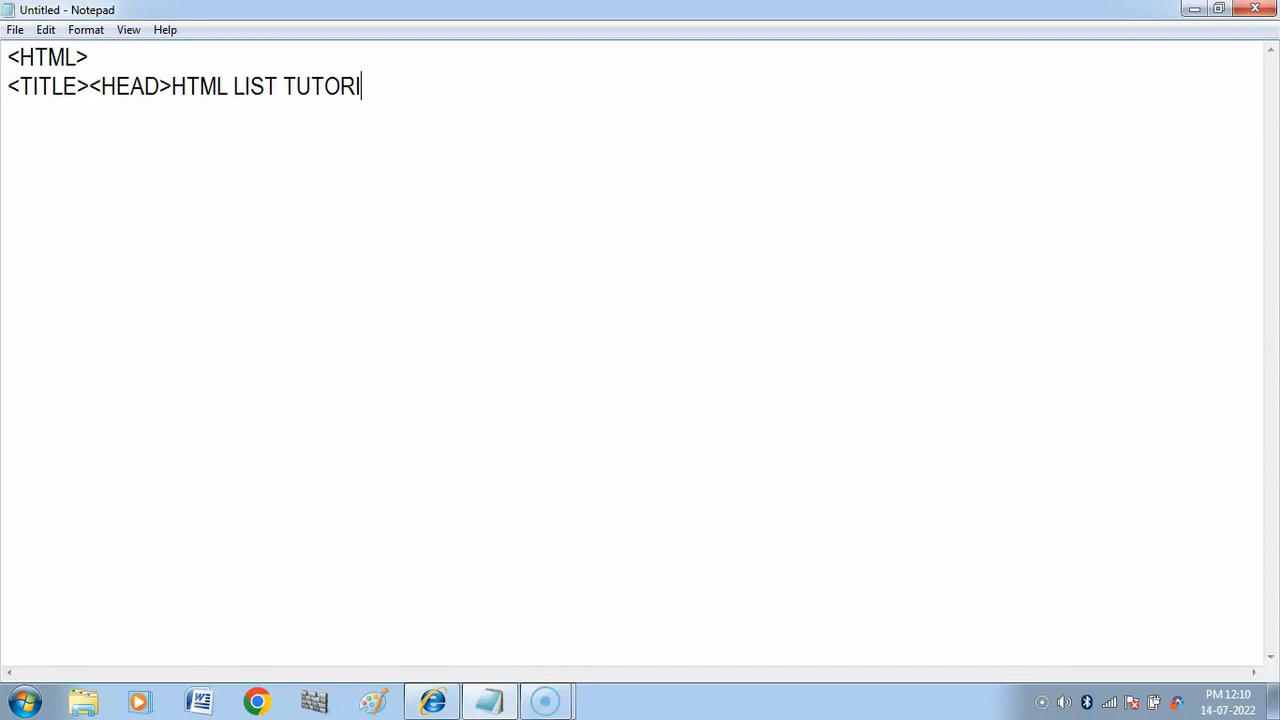 Untitled - Notepad
File Edit Format View Help
<HTML>
<TITLE><HEAD>HTML LIST TUTORI
PM 12:10
14-07-2022